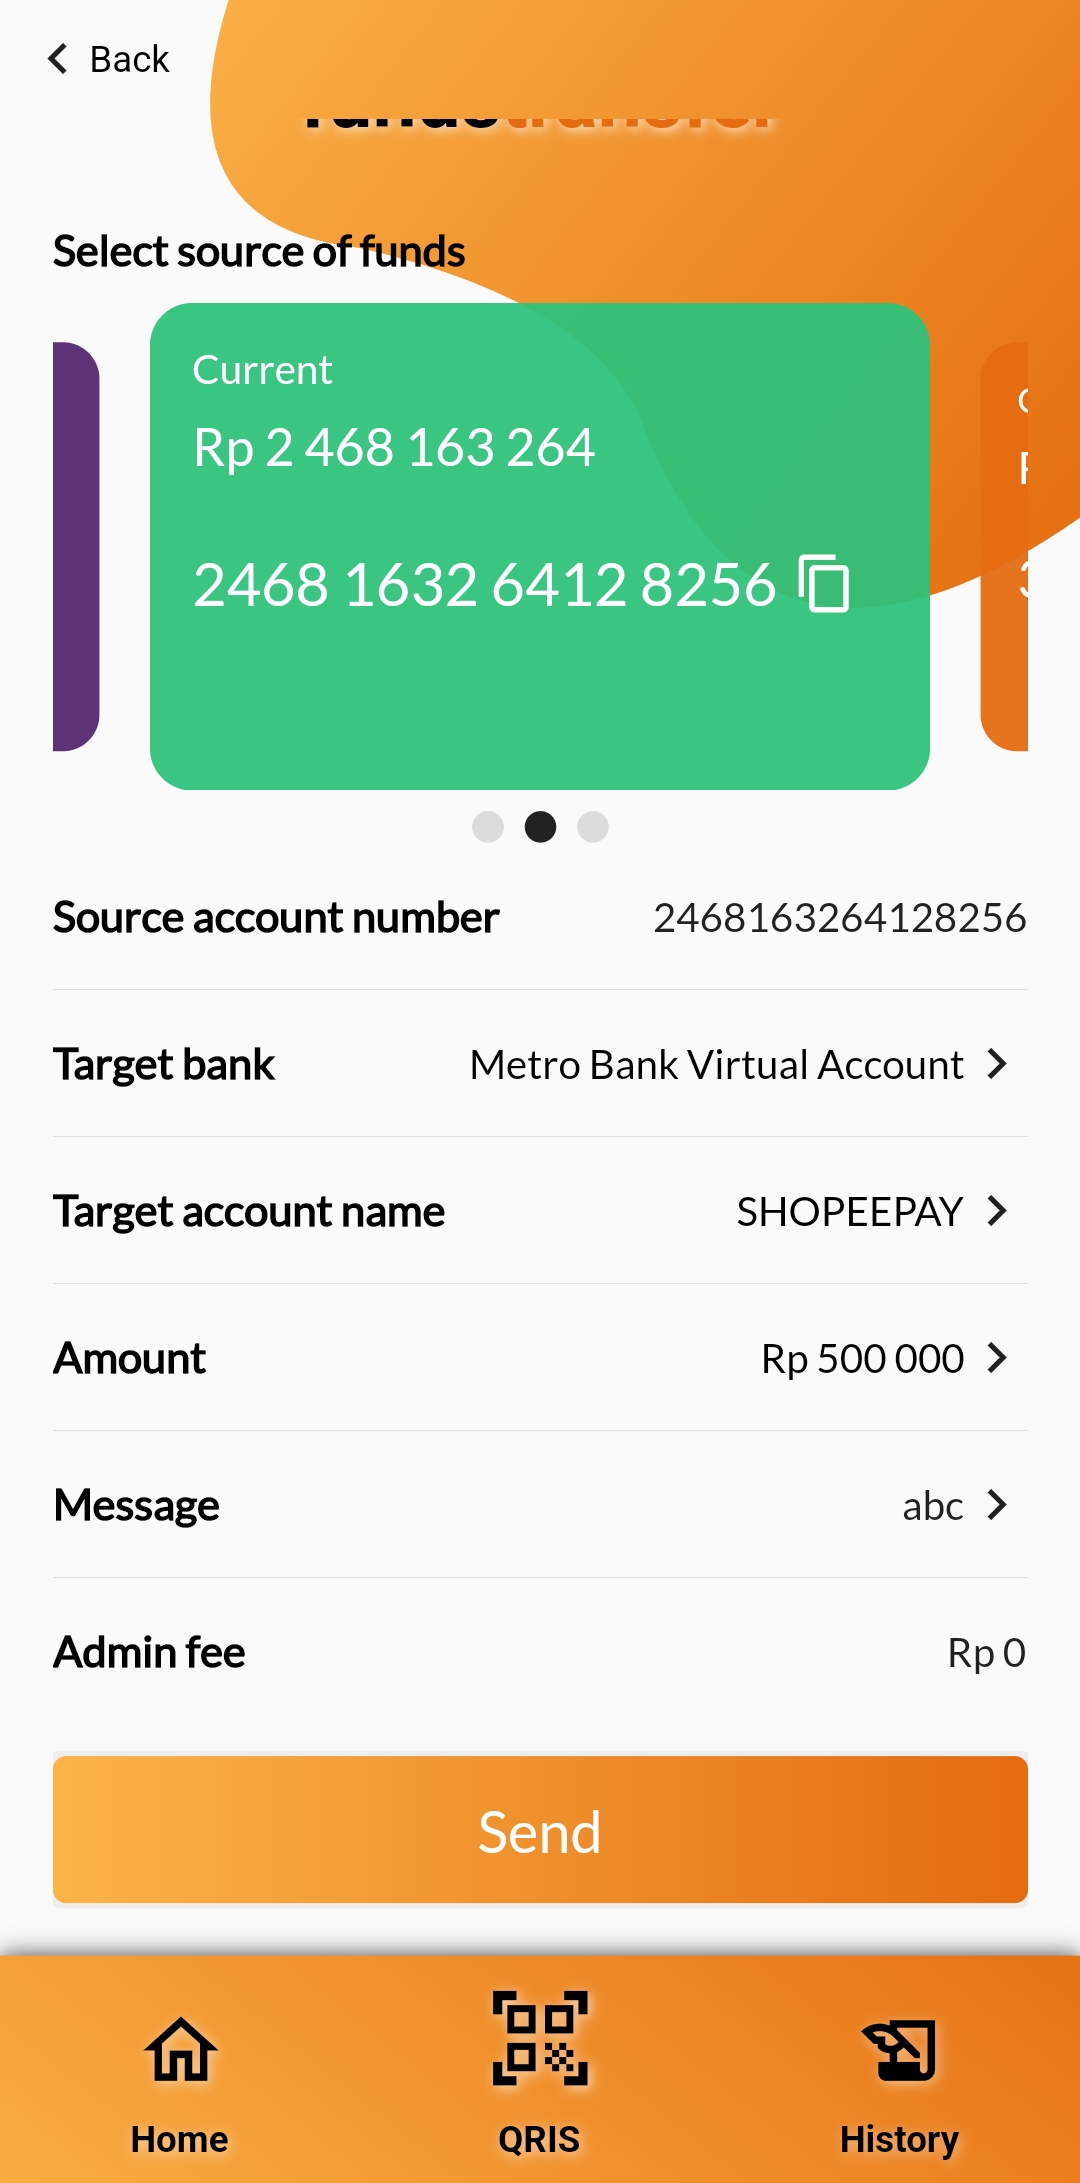 Back
Select source of funds
Current
Rp 2 468 163 264
2468 1632 6412 8256
Source account number 2468163264128256
Target bank Metro Bank Virtual Account
Target account name SHOPEEPAY
Amount Rp 500 000
Message abc
Admin fee Rp 0
Send
Home QRIS History